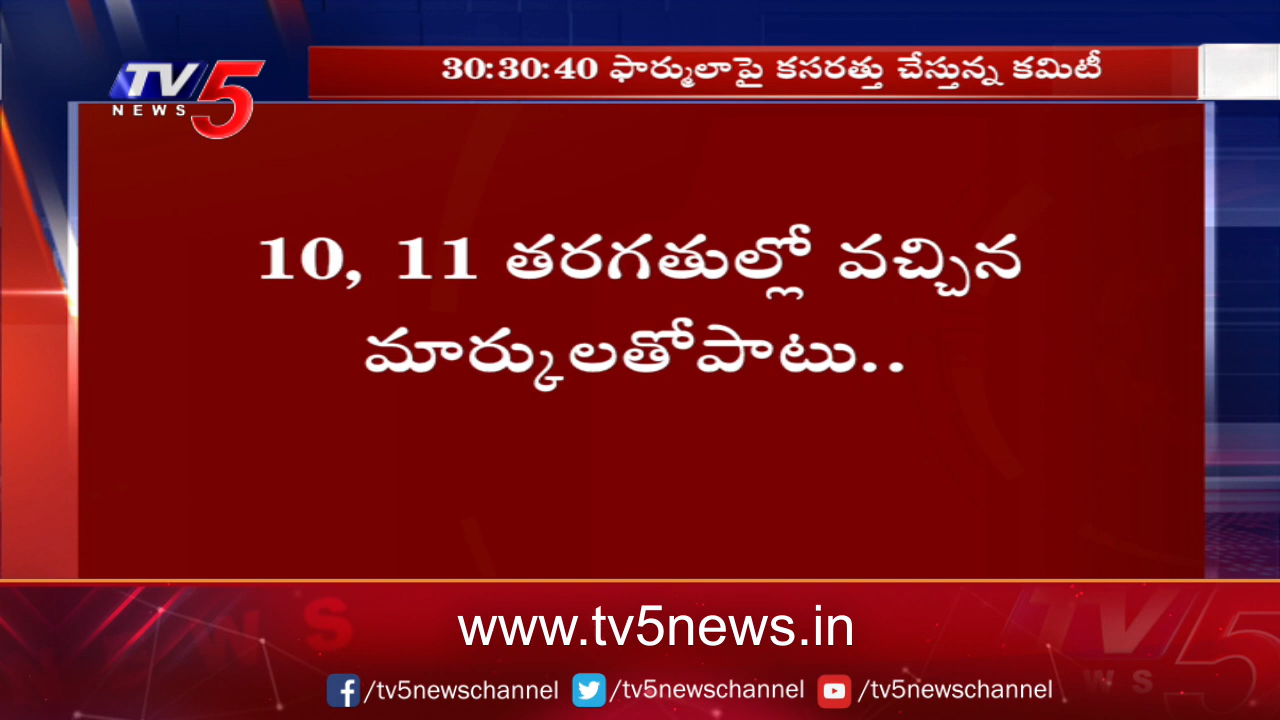 30:30:40 ఫార్ములాపై కసరత్తు చేస్తున్న కమిటీ
TV5
NEWS
10, 11 తరగతుల్లో వచ్చిన
మార్కులతోపాటు..
www.tv5news.in
/tv5newschannel /tv5newschannel /tv5newschannel